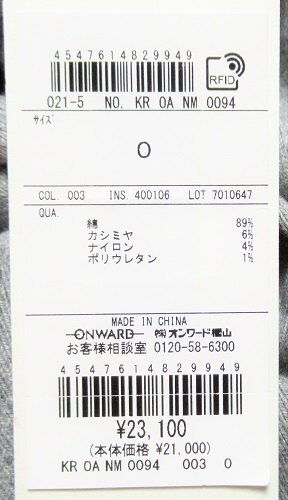 4547614829949
RFID
021-5 NO. KR OA NM 0094
サイズ
0
COL. 003 INS. 400106 LOT 7010647
QUA.
綿 89%
カシミヤ 6%
ナイロン 4%
ポリウレタン 1%
MADE IN CHINA
ONWARD ㈱オンワード樫山
お客様相談室 0120-58-6300
4547614829949
¥23,100
(本体価格 ¥21,000)
KR OA NM 0094 003 0